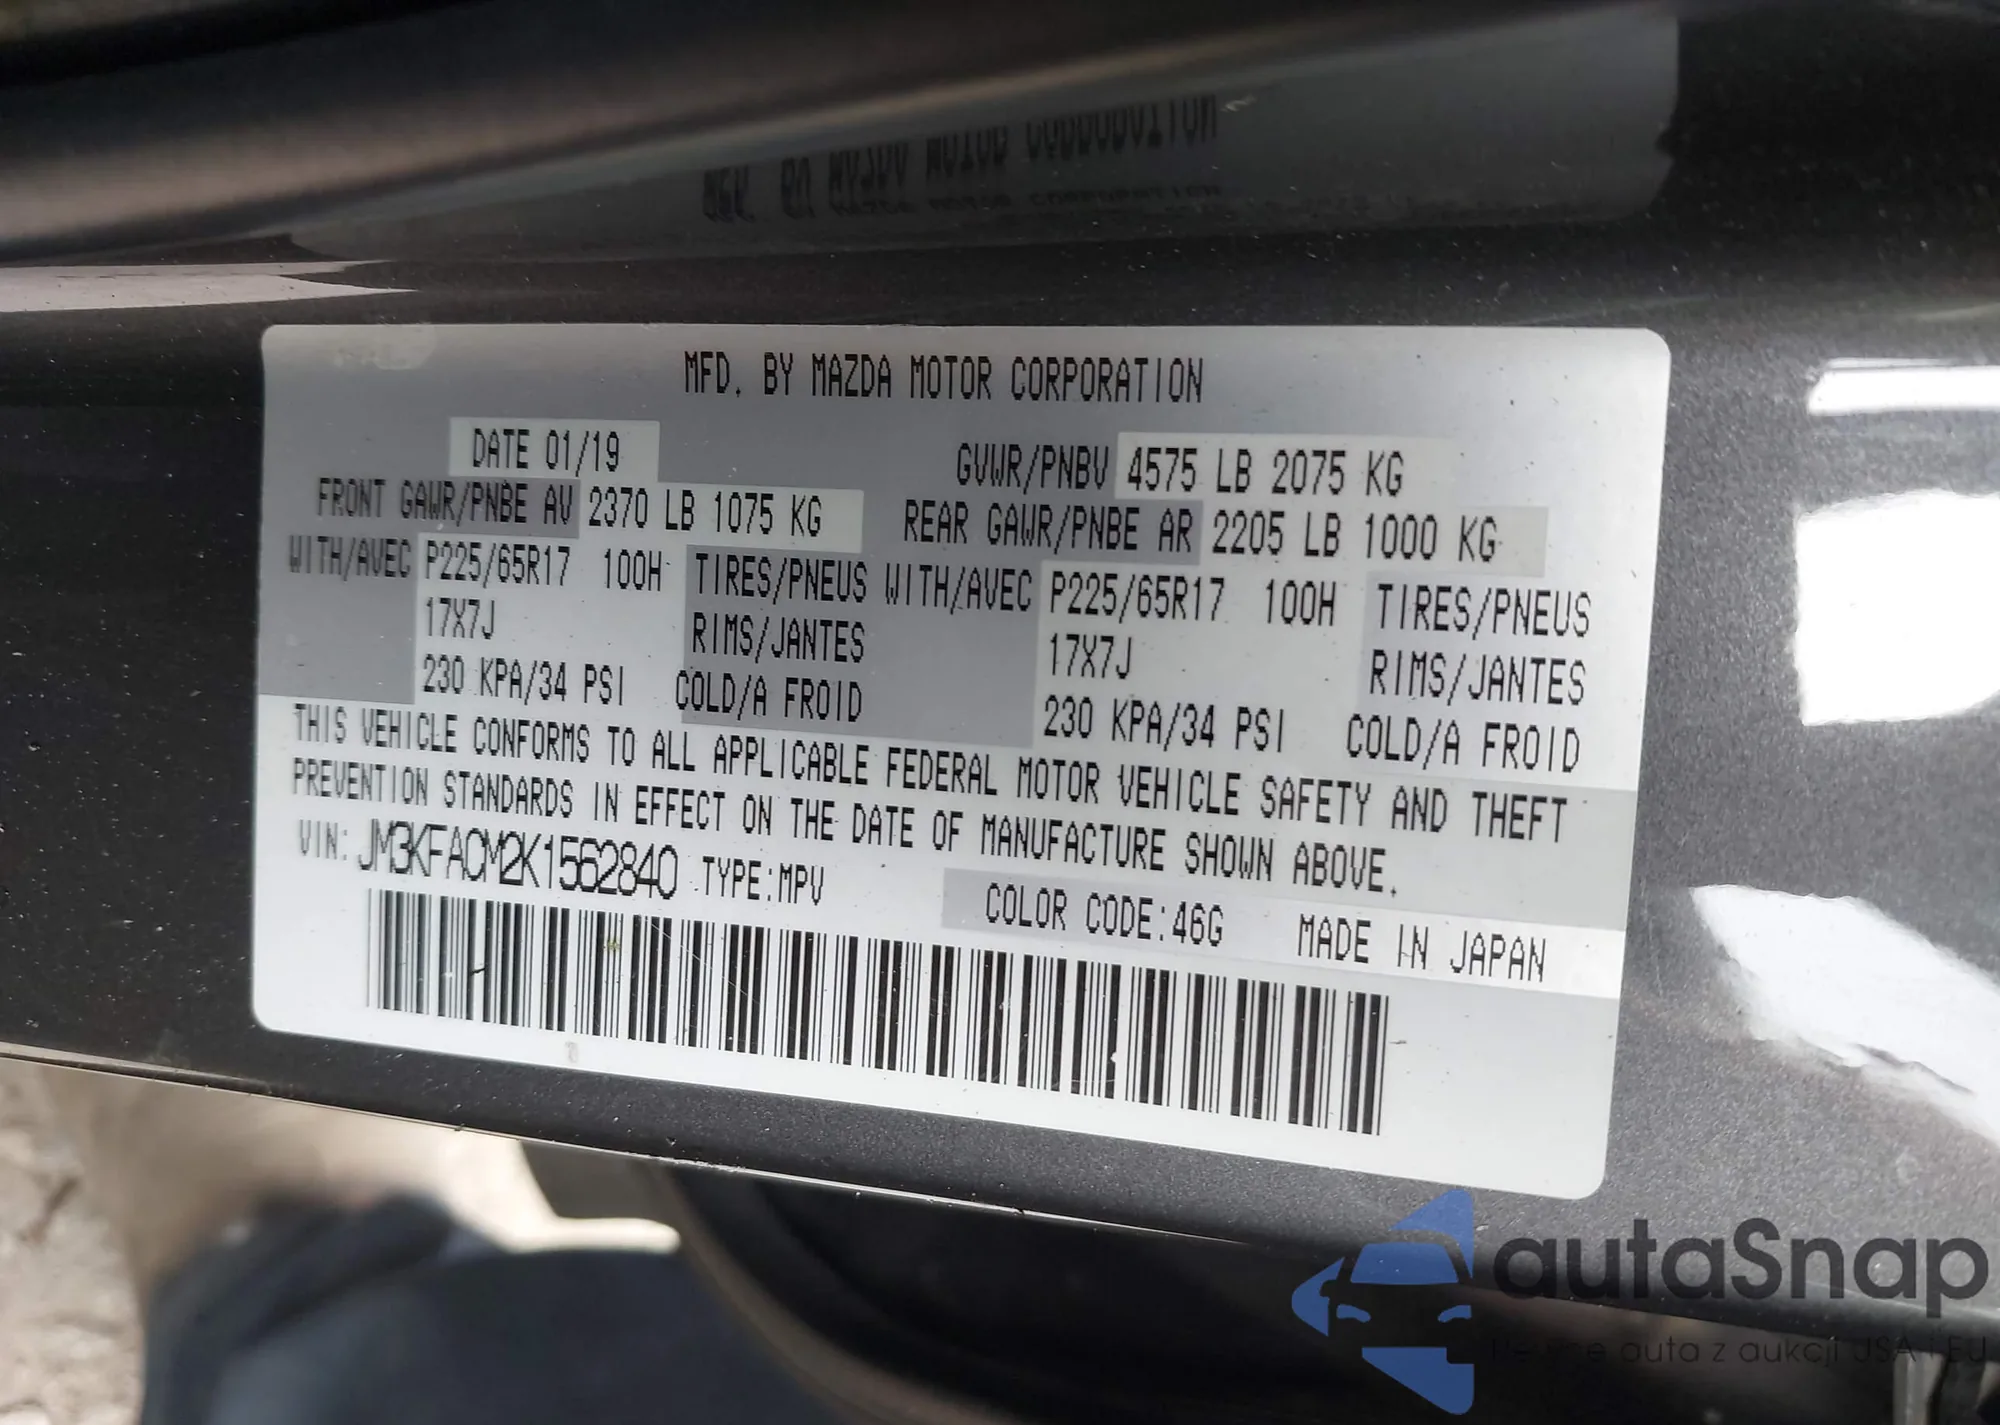 MFD. BY MAZDA MOTOR CORPORATION
DATE 01/19 GVWR/PNBV 4575 LB 2075 KG
FRONT GAWR/PNBE AV 2370 LB 1075 KG REAR GAWR/PNBE AR 2205 LB 1000 KG
WITH/AVEC P225/65R17 100H TIRES/PNEUS WITH/AVEC P225/65R17 100H TIRES/PNEUS
17X7J RIMS/JANTES 17X7J RIMS/JANTES
230 KPA/34 PSI COLD/A FROID 230 KPA/34 PSI COLD/A FROID
THIS VEHICLE CONFORMS TO ALL APPLICABLE FEDERAL MOTOR VEHICLE SAFETY AND THEFT
PREVENTION STANDARDS IN EFFECT ON THE DATE OF MANUFACTURE SHOWN ABOVE.
VIN: JM3KFACM2K1562840 TYPE:MPV
COLOR CODE:46G MADE IN JAPAN
autaSnap
auta z aukcji USA i EU